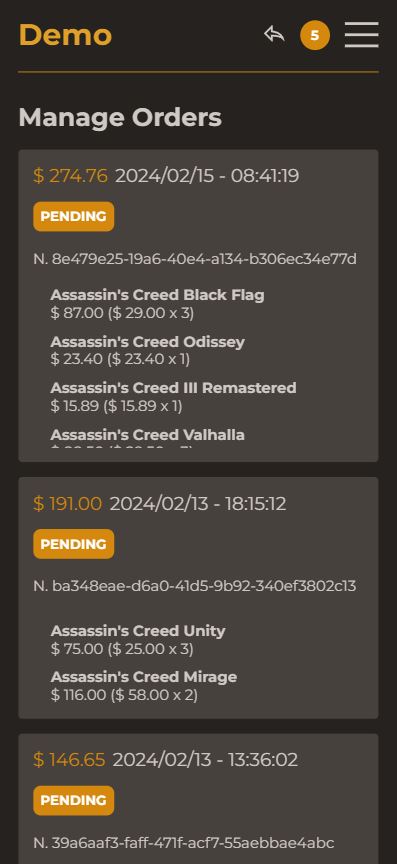 Demo
5
Manage Orders
$ 274.76 2024/02/15 - 08:41:19
PENDING
N. 8e479e25-19a6-40e4-a134-b306ec34e77d
Assassin's Creed Black Flag
$ 87.00 ($ 29.00 x 3)
Assassin's Creed Odissey
$ 23.40 ($ 23.40 x 1)
Assassin's Creed III Remastered
$ 15.89 ($ 15.89 x 1)
Assassin's Creed Valhalla
$ 191.00 2024/02/13 - 18:15:12
PENDING
N. ba348eae-d6a0-41d5-9b92-340ef3802c13
Assassin's Creed Unity
$ 75.00 ($ 25.00 x 3)
Assassin's Creed Mirage
$ 116.00 ($ 58.00 x 2)
$ 146.65 2024/02/13 - 13:36:02
PENDING
N. 39a6aaf3-faff-471f-acf7-55aebbae4abc